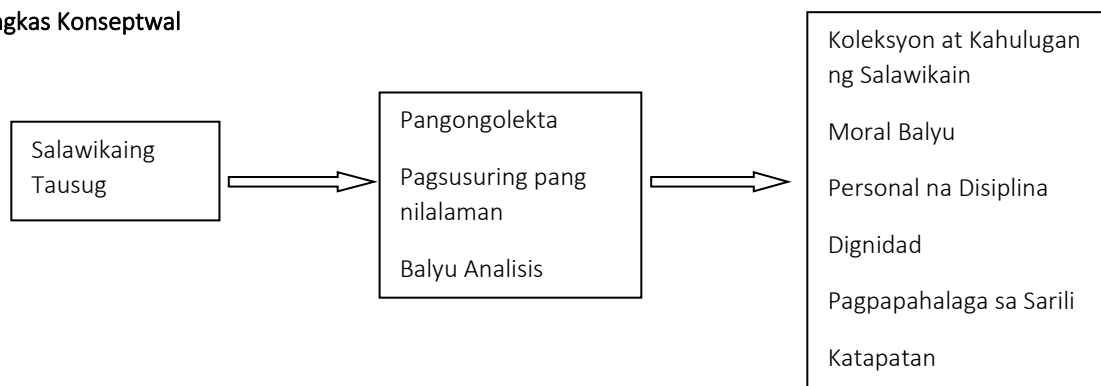 ngkas Konseptwal
Salawikaing
Tausug
Pangongolekta
Pagsusuring pang
nilalaman
Balyu Analisis
Koleksyon at Kahulugan
ng Salawikain
Moral Balyu
Personal na Disiplina
Dignidad
Pagpapahalaga sa Sarili
Katapatan